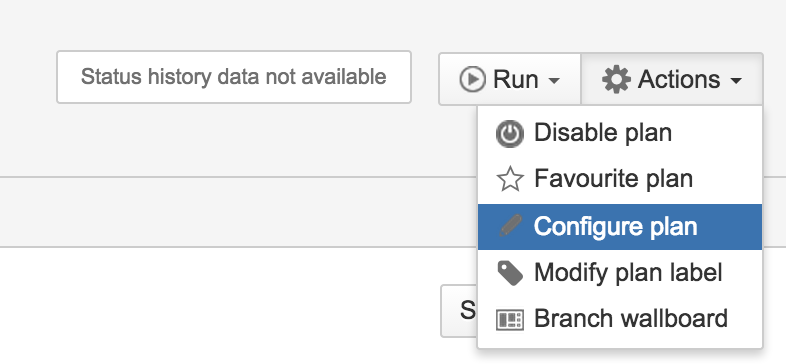 Status history data not available
Run
Actions
Disable plan
Favourite plan
Configure plan
Modify plan label
Branch wallboard